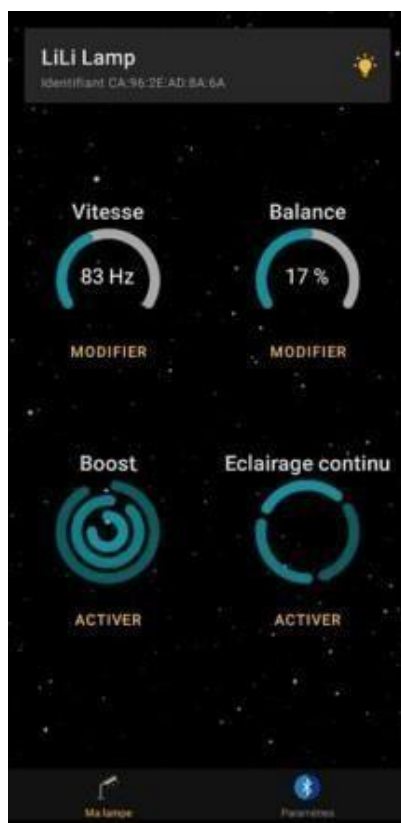 LiLi Lamp
Identifiant CA:96:2E:AD:8A:6A
Vitesse
Balance
83 Hz
17 %
MODIFIER
MODIFIER
Boost
Eclairage continu
ACTIVER
ACTIVER
Ma lampe
Paramètres